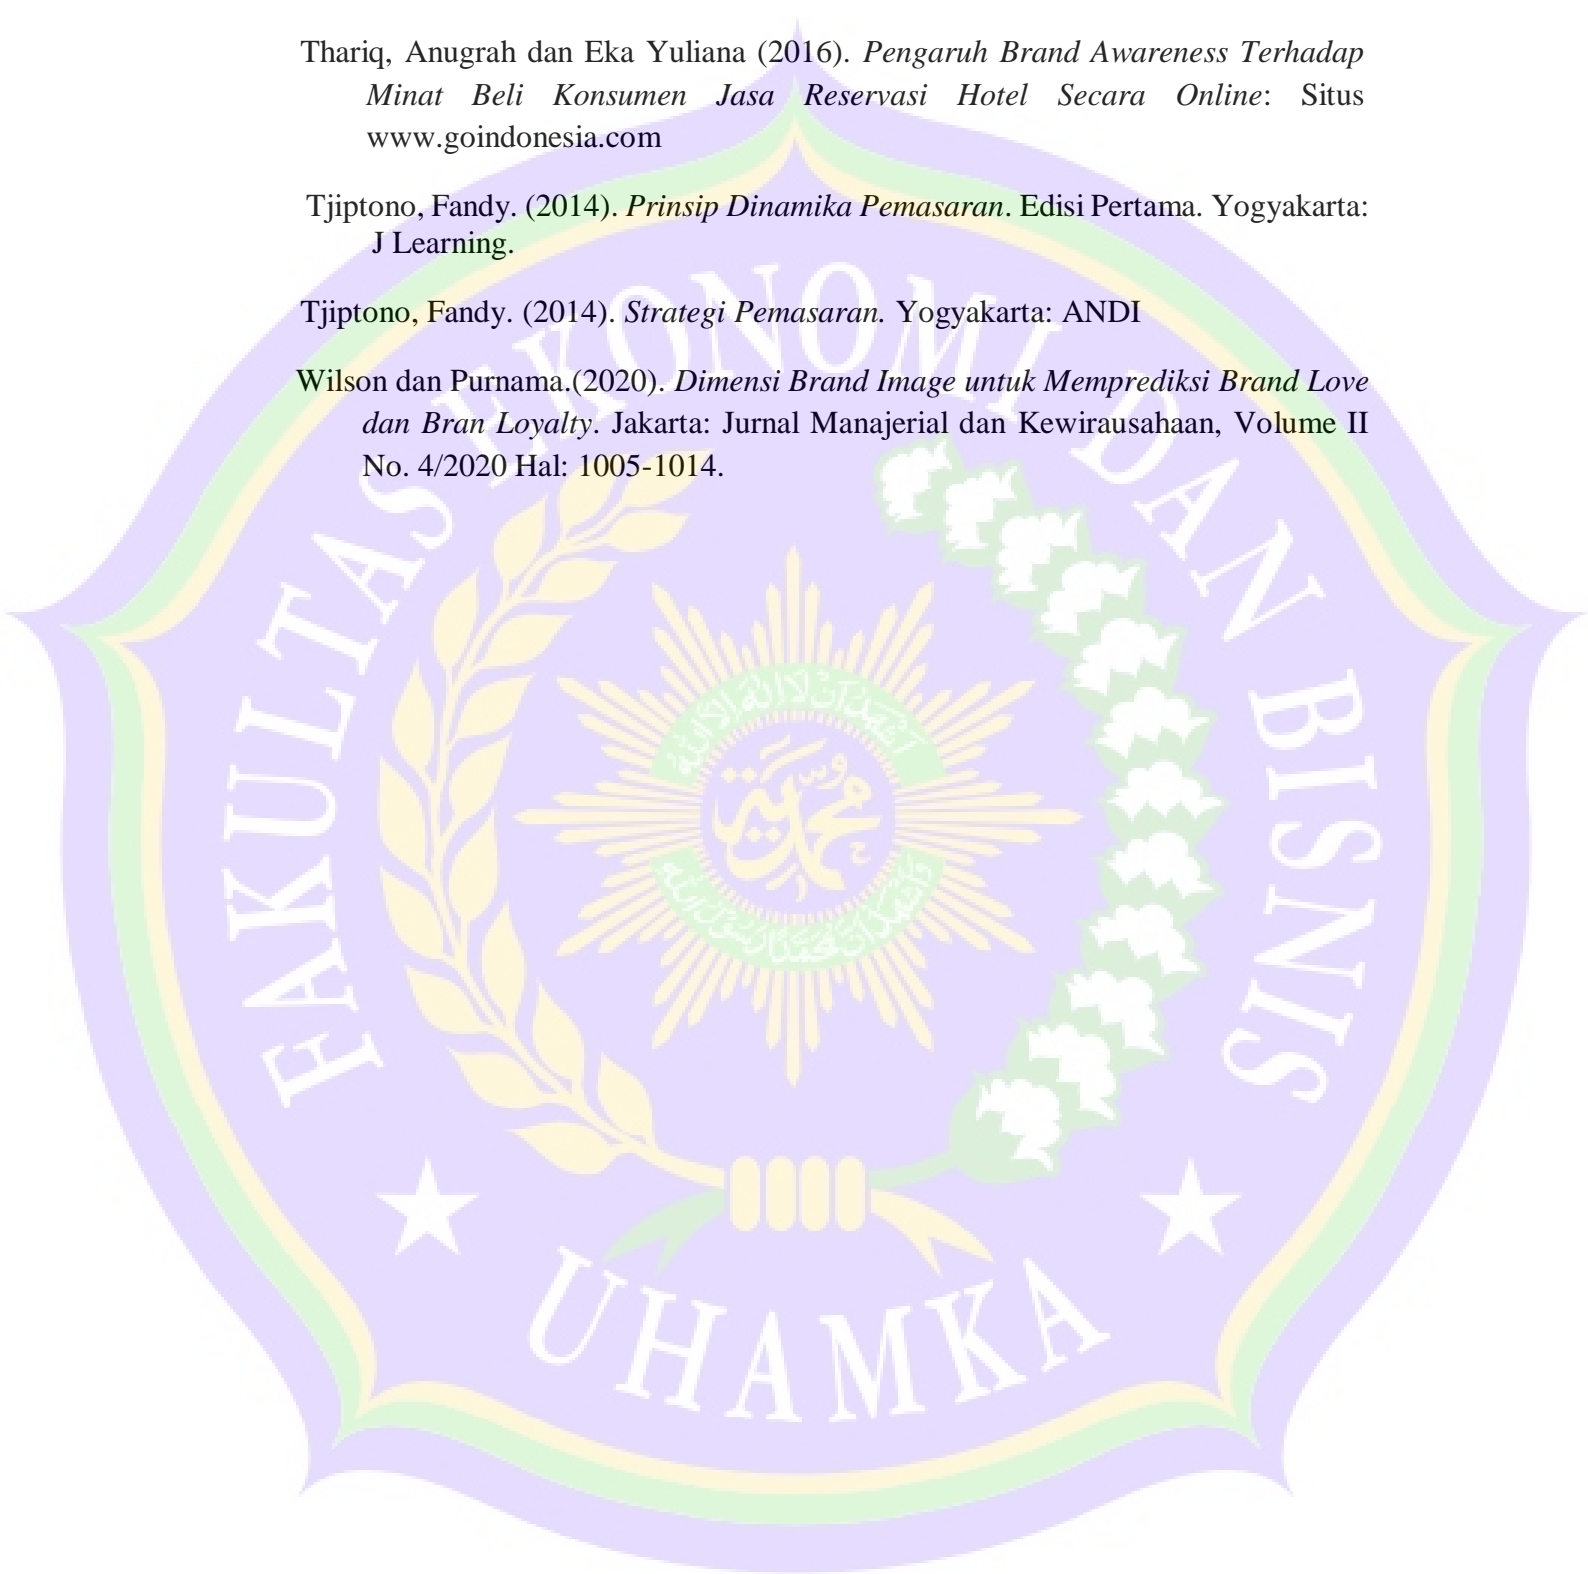 Thariq, Anugrah dan Eka Yuliana (2016). Pengaruh Brand Awareness Terhadap
Minat Beli Konsumen Jasa Reservasi Hotel Secara Online: Situs
www.goindonesia.com
Tjiptono, Fandy. (2014). Prinsip Dinamika Pemasaran. Edisi Pertama. Yogyakarta:
J Learning.
Tjiptono, Fandy. (2014). Strategi Pemasaran. Yogyakarta: ANDI
Wilson dan Purnama.(2020). Dimensi Brand Image untuk Memprediksi Brand Love
dan Bran Loyalty. Jakarta: Jurnal Manajerial dan Kewirausahaan, Volume II
No. 4/2020 Hal: 1005-1014.
FAKULTAS EKONOMI DAN BISNIS
محمدية
UHAMKA